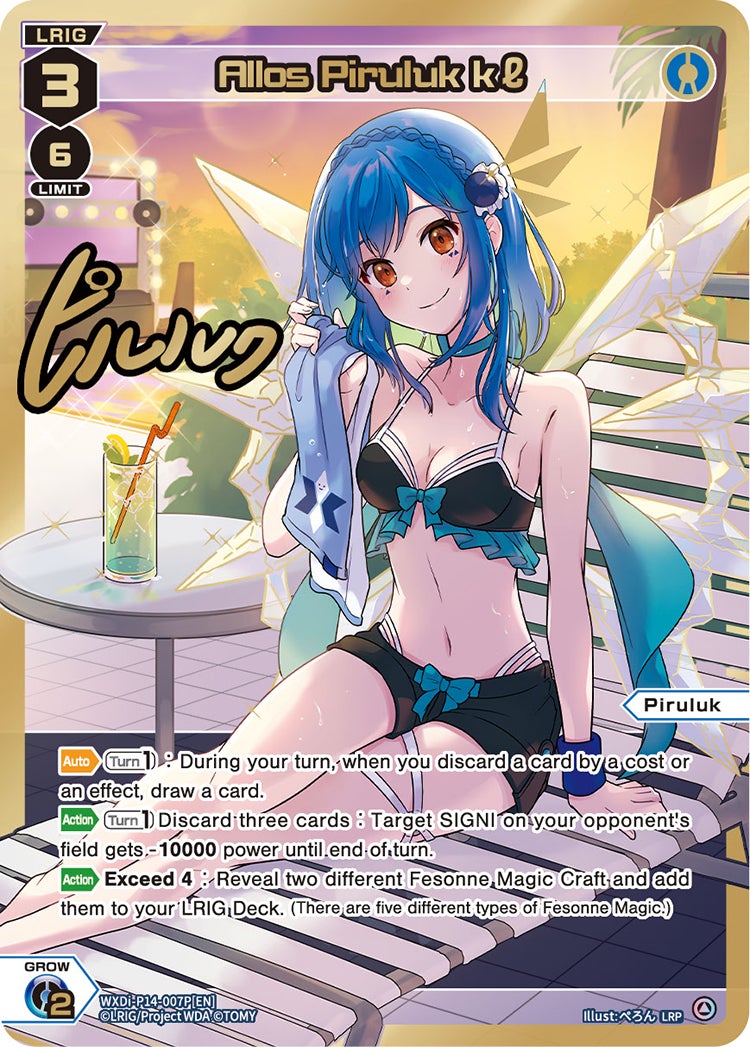 LRIG
3
Allos Piruluk kℓ
6
LIMIT
ピルルク
Piruluk
Auto Turn 1 : During your turn, when you discard a card by a cost or
an effect, draw a card.
Action Turn 1 Discard three cards : Target SIGNI on your opponent's
field gets -10000 power until end of turn.
Action Exceed 4 : Reveal two different Fesonne Magic Craft and add
them to your LRIG Deck. (There are five different types of Fesonne Magic.)
GROW
2
WXDi-P14-007P[EN]
©LRIG/Project WDA ©TOMY
Illust:ぺろん LRP